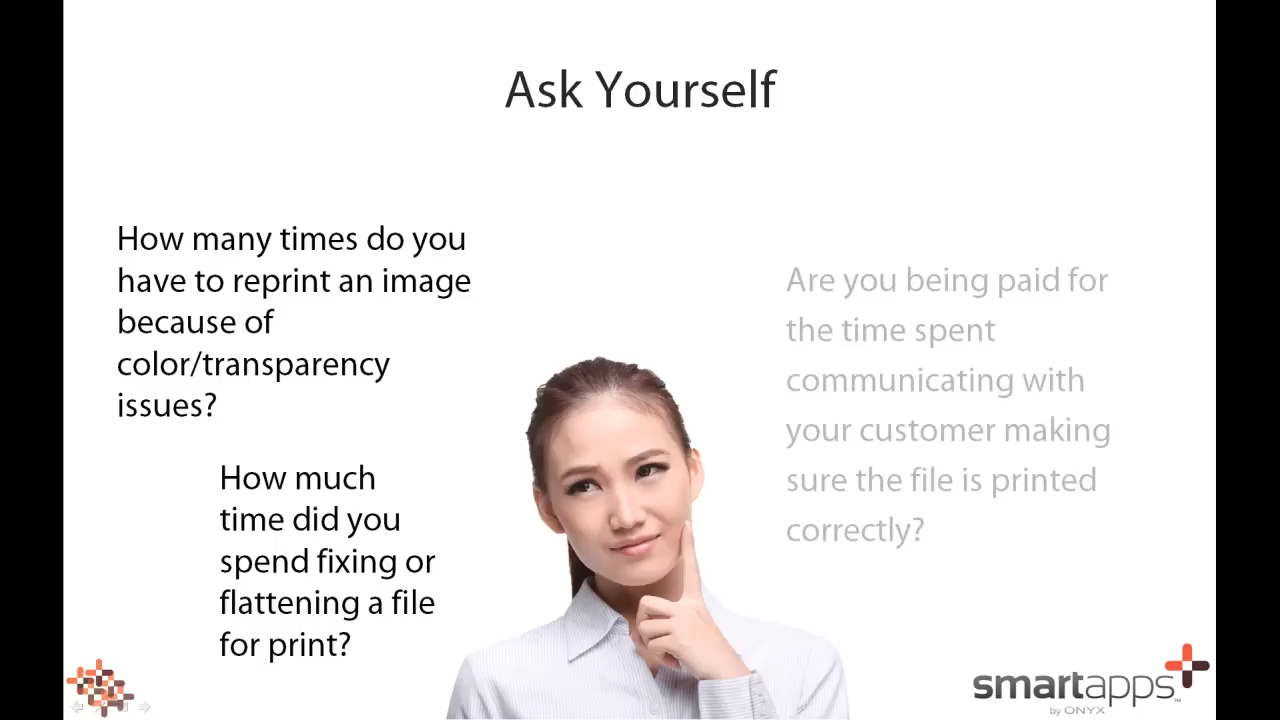 Ask Yourself
How many times do you
have to reprint an image
because of
color/transparency
issues?
How much
time did you
spend fixing or
flattening a file
for print?
Are you being paid for
the time spent
communicating with
your customer making
sure the file is printed
correctly?
smartapps™
by ONYX